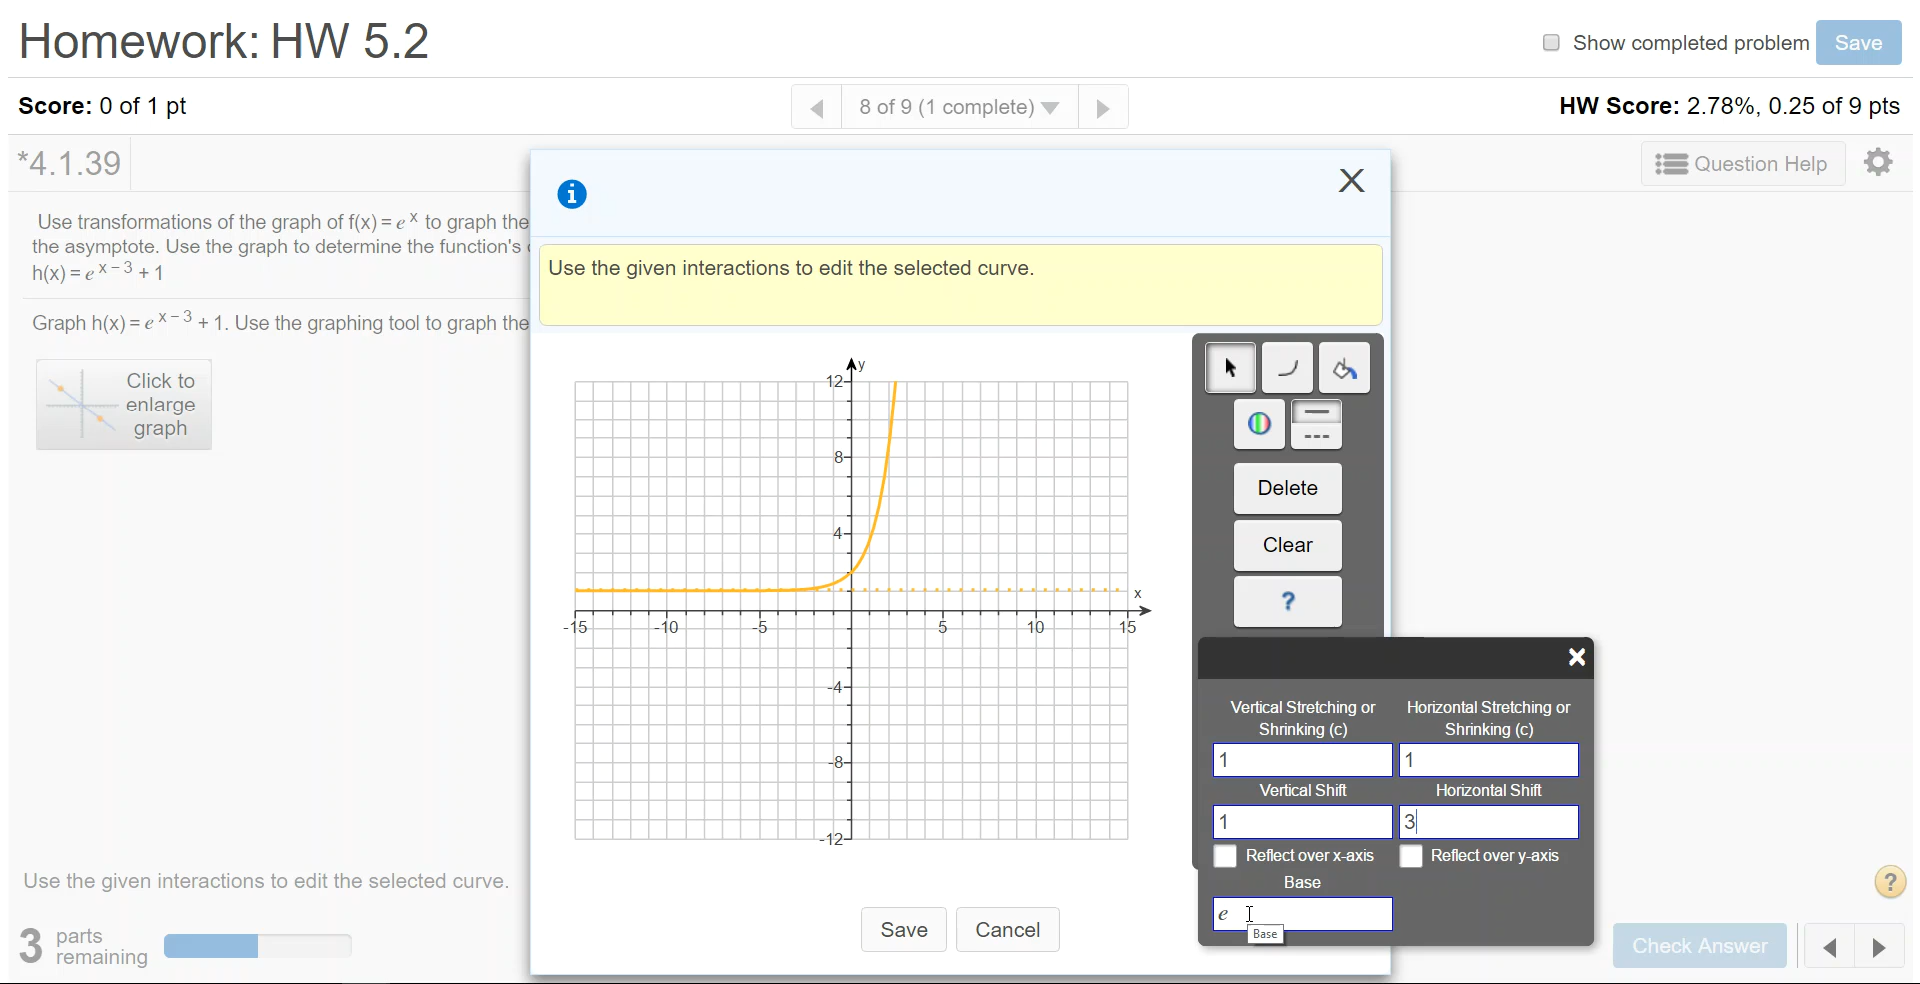 Homework: HW 5.2
Show completed problem
Save
Score: 0 of 1 pt
8 of 9 (1 complete)
HW Score: 2.78%, 0.25 of 9 pts
*4.1.39
Question Help
Use transformations of the graph of f(x) = e^x to graph the
the asymptote. Use the graph to determine the function's
h(x) = e^x − 3 + 1
Graph h(x) = e^x − 3 + 1. Use the graphing tool to graph the
Click to
enlarge
graph
Use the given interactions to edit the selected curve.
3 parts
remaining
i
X
Use the given interactions to edit the selected curve.
y
12
8
4
x
-15 -10 -5 5 10 15
-4
-8
-12
Save
Cancel
Delete
Clear
?
x
Vertical Stretching or
Shrinking (c)
Horizontal Stretching or
Shrinking (c)
1
1
Vertical Shift
Horizontal Shift
1
3
Reflect over x-axis
Reflect over y-axis
Base
e
Base
?
Check Answer